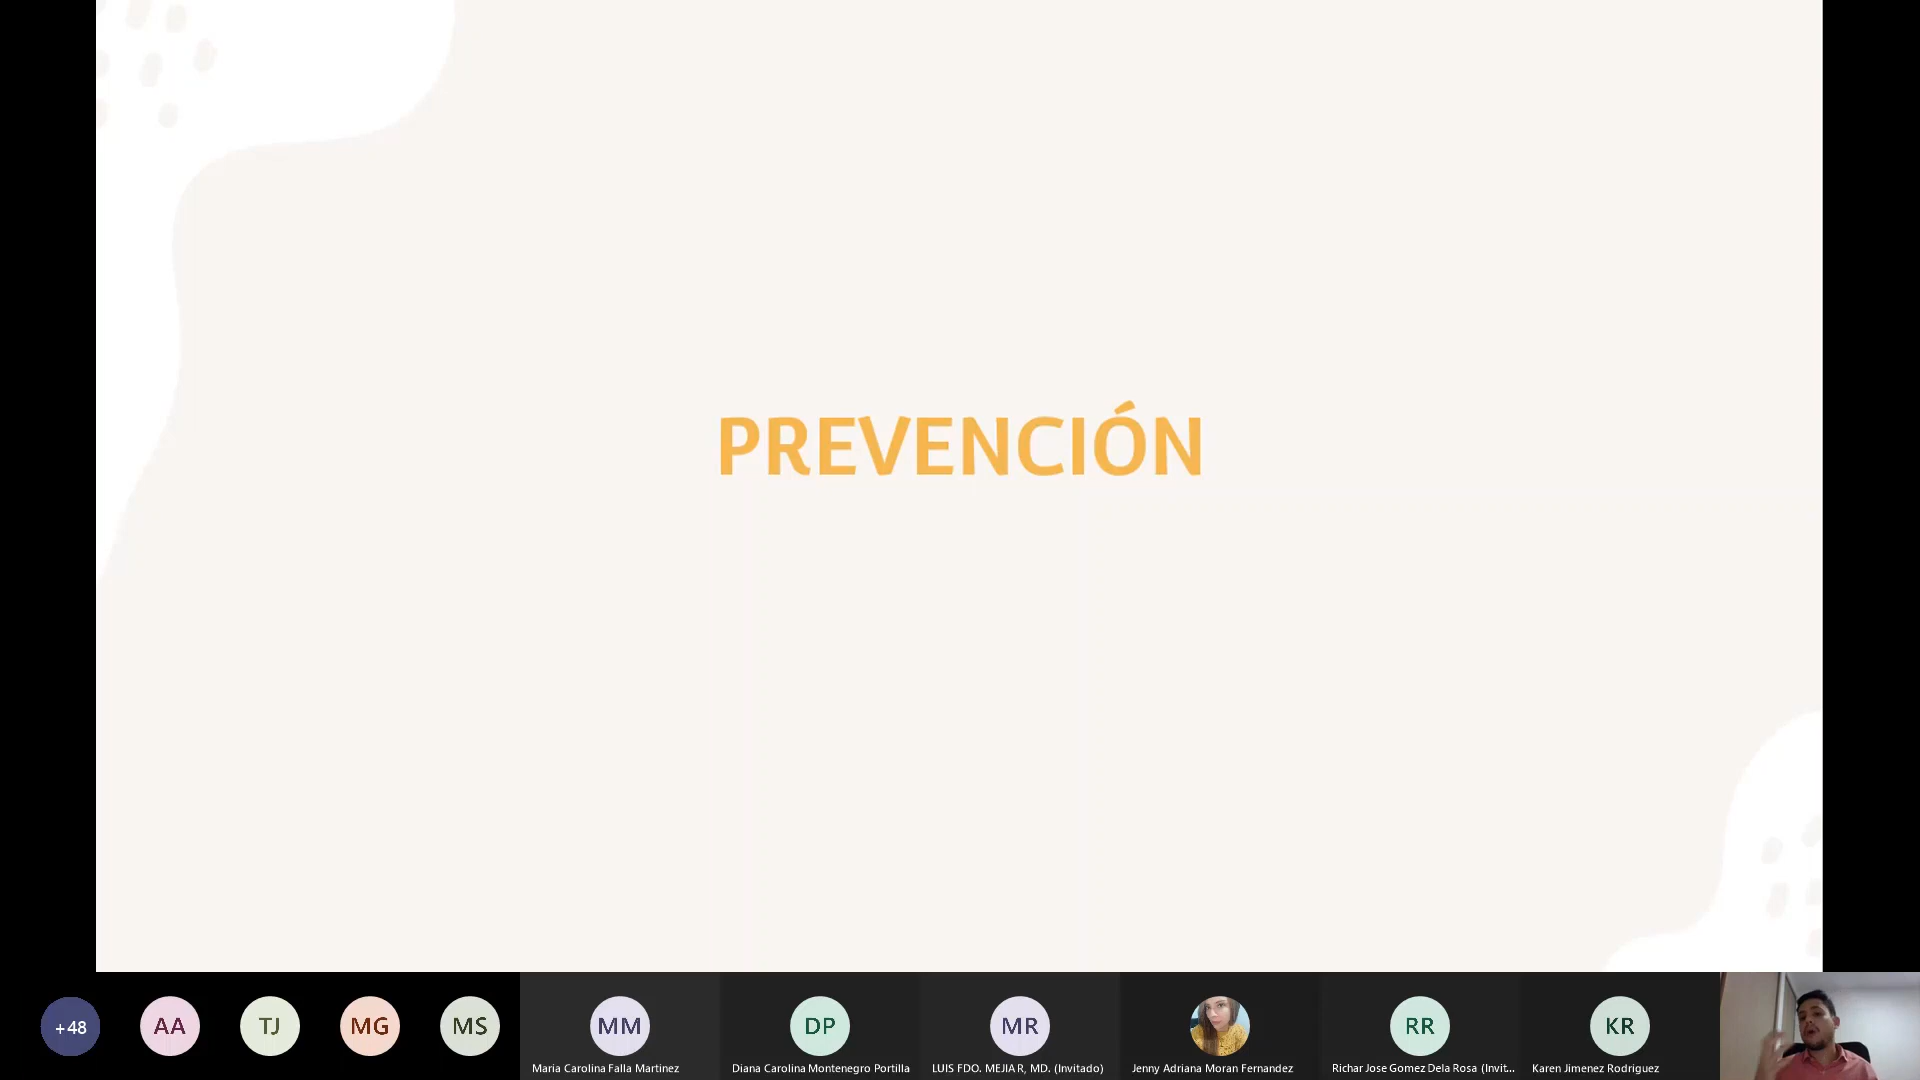 PREVENCIÓN
+48
AA
TJ
MG
MS
MM
DP
MR
RR
KR
Maria Carolina Falla Martinez
Diana Carolina Montenegro Portilla
LUIS FDO. MEJIA R, MD. (Invitado)
Jenny Adriana Moran Fernandez
Richar Jose Gomez Dela Rosa (Invit...
Karen Jimenez Rodriguez